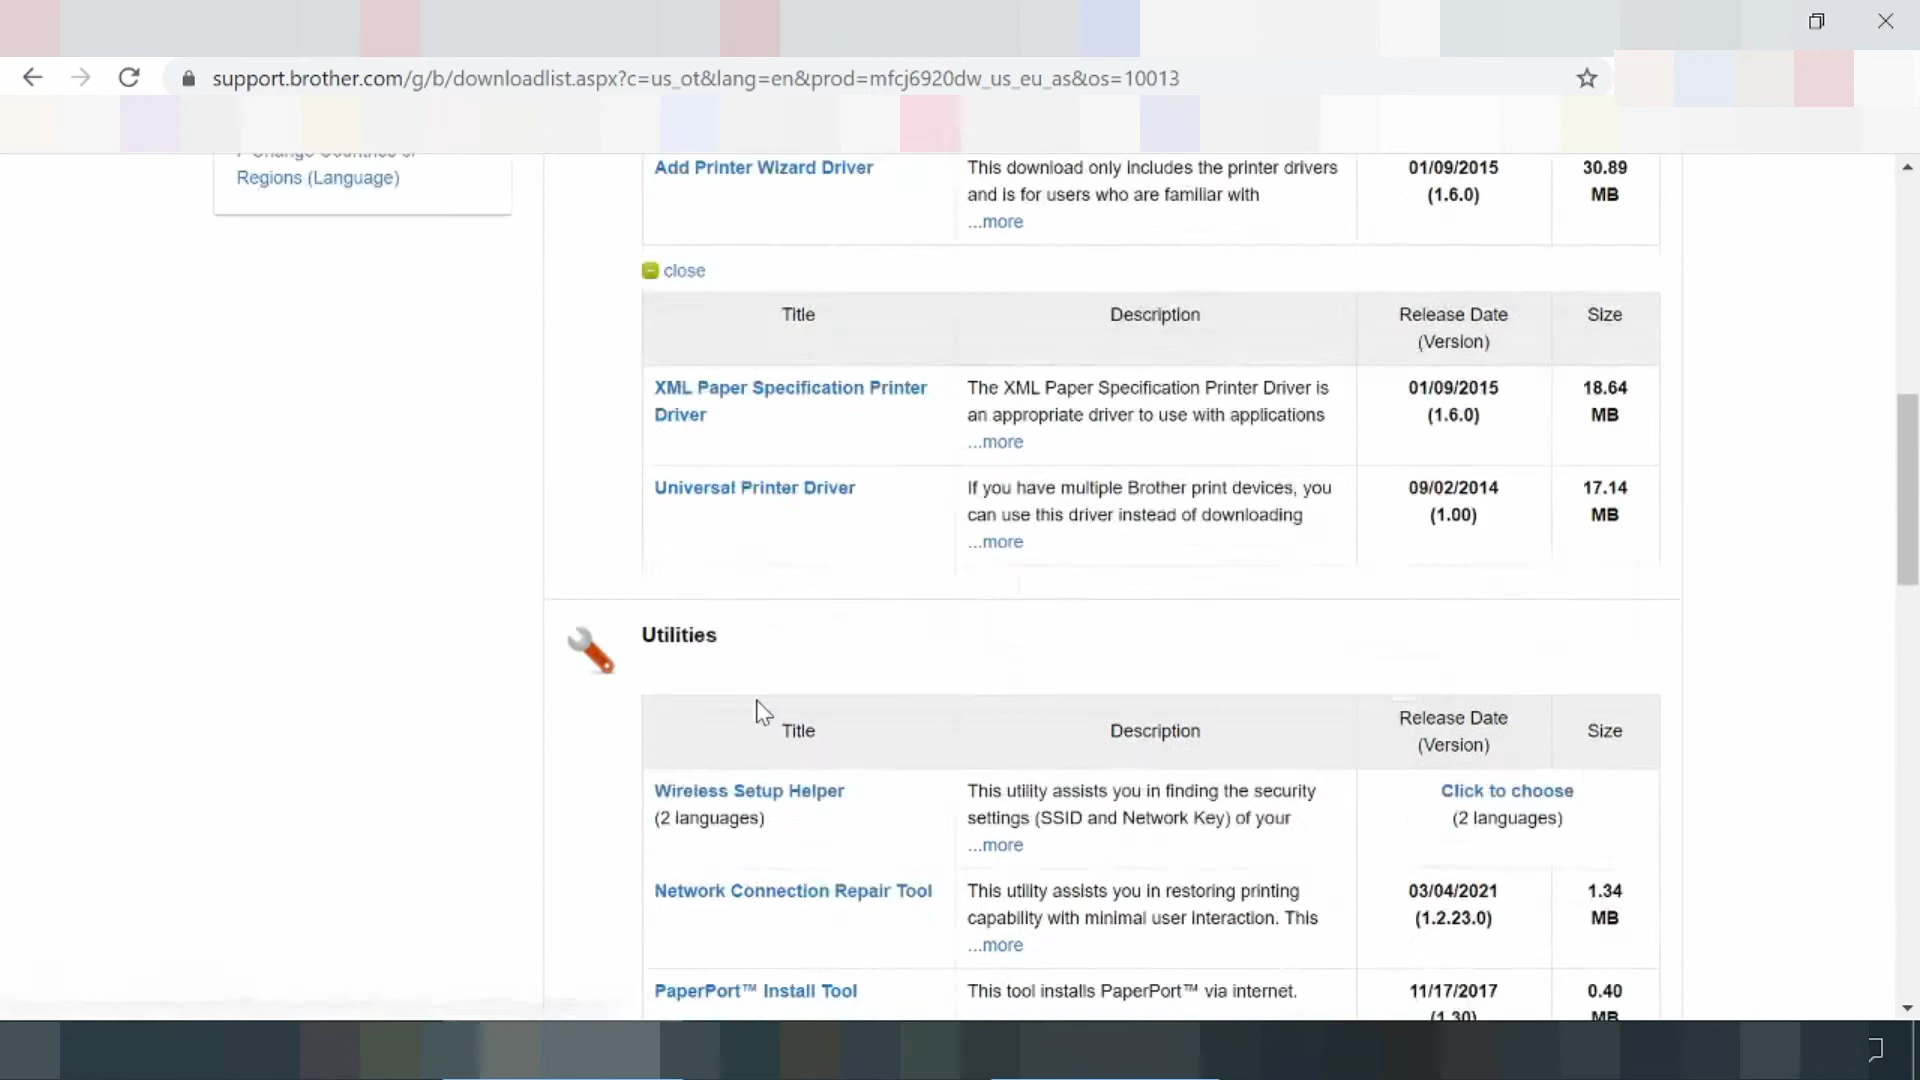 support.brother.com/g/b/downloadlist.aspx?c=us_ot&lang=en&prod=mfcj6920dw_us_eu_as&os=10013
Regions (Language)
Add Printer Wizard Driver
This download only includes the printer drivers
and is for users who are familiar with
...more
01/09/2015
(1.6.0)
30.89
MB
close
Title
Description
Release Date
(Version)
Size
XML Paper Specification Printer
Driver
The XML Paper Specification Printer Driver is
an appropriate driver to use with applications
...more
01/09/2015
(1.6.0)
18.64
MB
Universal Printer Driver
If you have multiple Brother print devices, you
can use this driver instead of downloading
...more
09/02/2014
(1.00)
17.14
MB
Utilities
Title
Description
Release Date
(Version)
Size
Wireless Setup Helper
(2 languages)
This utility assists you in finding the security
settings (SSID and Network Key) of your
...more
Click to choose
(2 languages)
Network Connection Repair Tool
This utility assists you in restoring printing
capability with minimal user interaction. This
...more
03/04/2021
(1.2.23.0)
1.34
MB
PaperPort™ Install Tool
This tool installs PaperPort™ via internet.
11/17/2017
(1.30)
0.40
MB